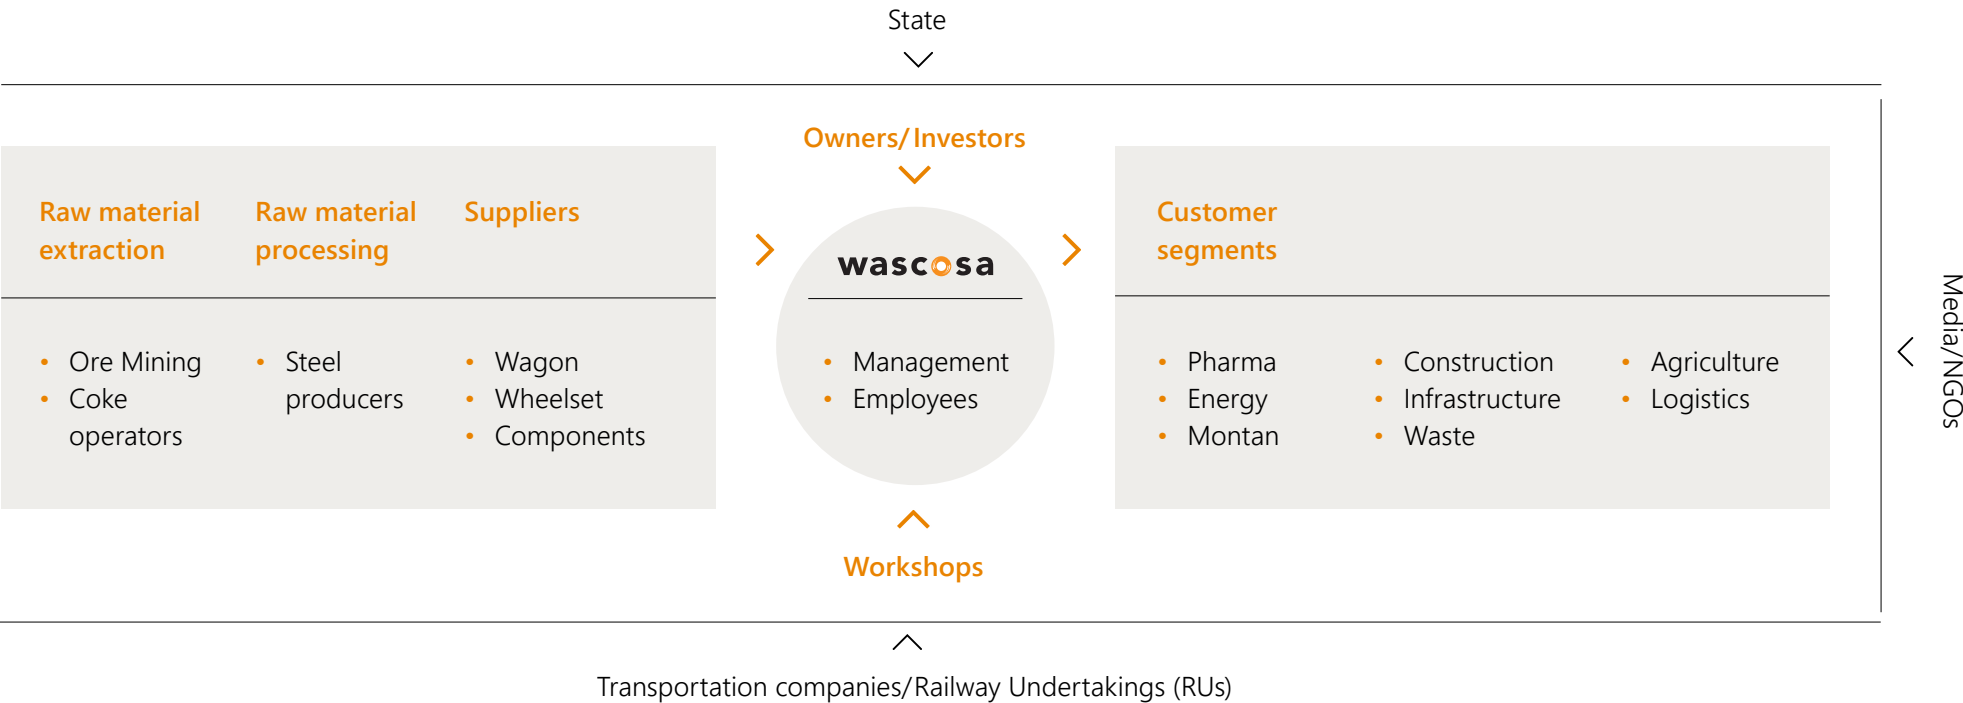 State
Owners/Investors
Raw material
extraction
Raw material
processing
Suppliers
wascosa
Customer
segments
• Ore Mining
• Coke
operators
• Steel
producers
• Wagon
• Wheelset
• Components
• Management
• Employees
• Pharma
• Energy
• Montan
• Construction
• Infrastructure
• Waste
• Agriculture
• Logistics
Media/NGOs
Workshops
Transportation companies/Railway Undertakings (RUs)